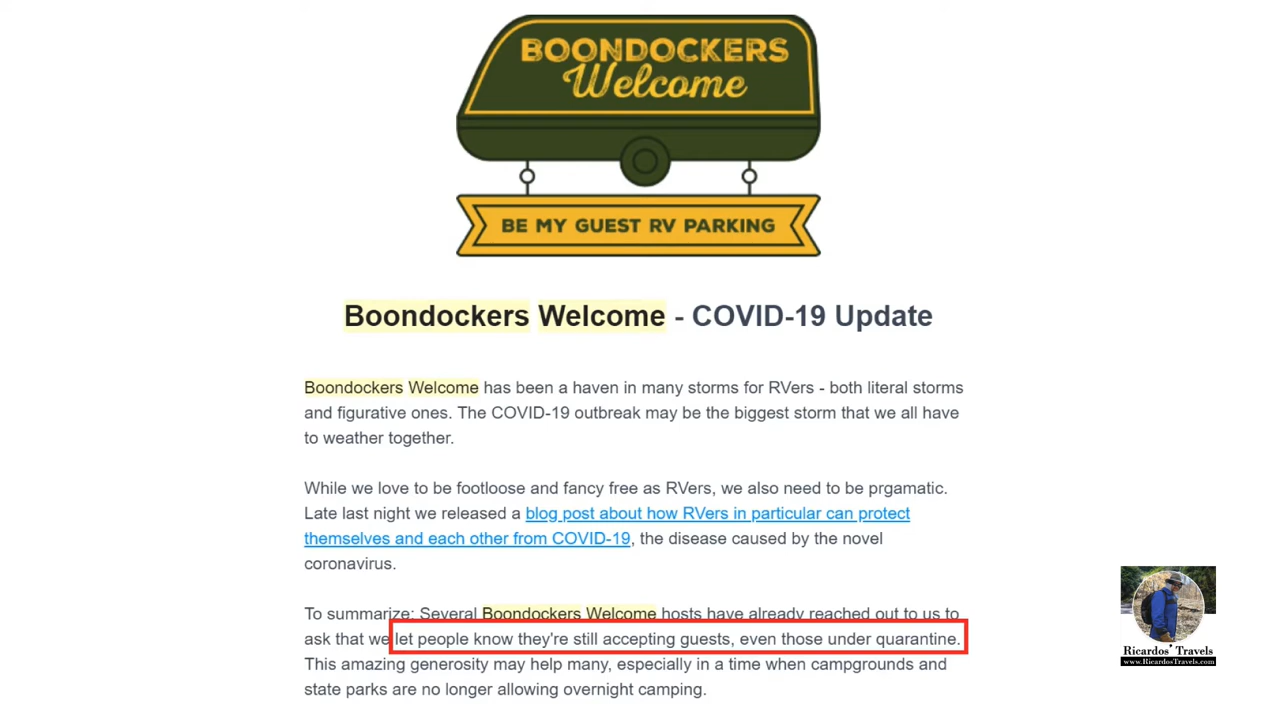 BOONDOCKERS
Welcome
BE MY GUEST RV PARKING
Boondockers Welcome - COVID-19 Update
Boondockers Welcome has been a haven in many storms for RVers - both literal storms
and figurative ones. The COVID-19 outbreak may be the biggest storm that we all have
to weather together.
While we love to be footloose and fancy free as RVers, we also need to be prgamatic.
Late last night we released a blog post about how RVers in particular can protect
themselves and each other from COVID-19, the disease caused by the novel
coronavirus.
To summarize: Several Boondockers Welcome hosts have already reached out to us to
ask that we let people know they're still accepting guests, even those under quarantine.
This amazing generosity may help many, especially in a time when campgrounds and
state parks are no longer allowing overnight camping.
Ricardos' Travels
www.RicardosTravels.com